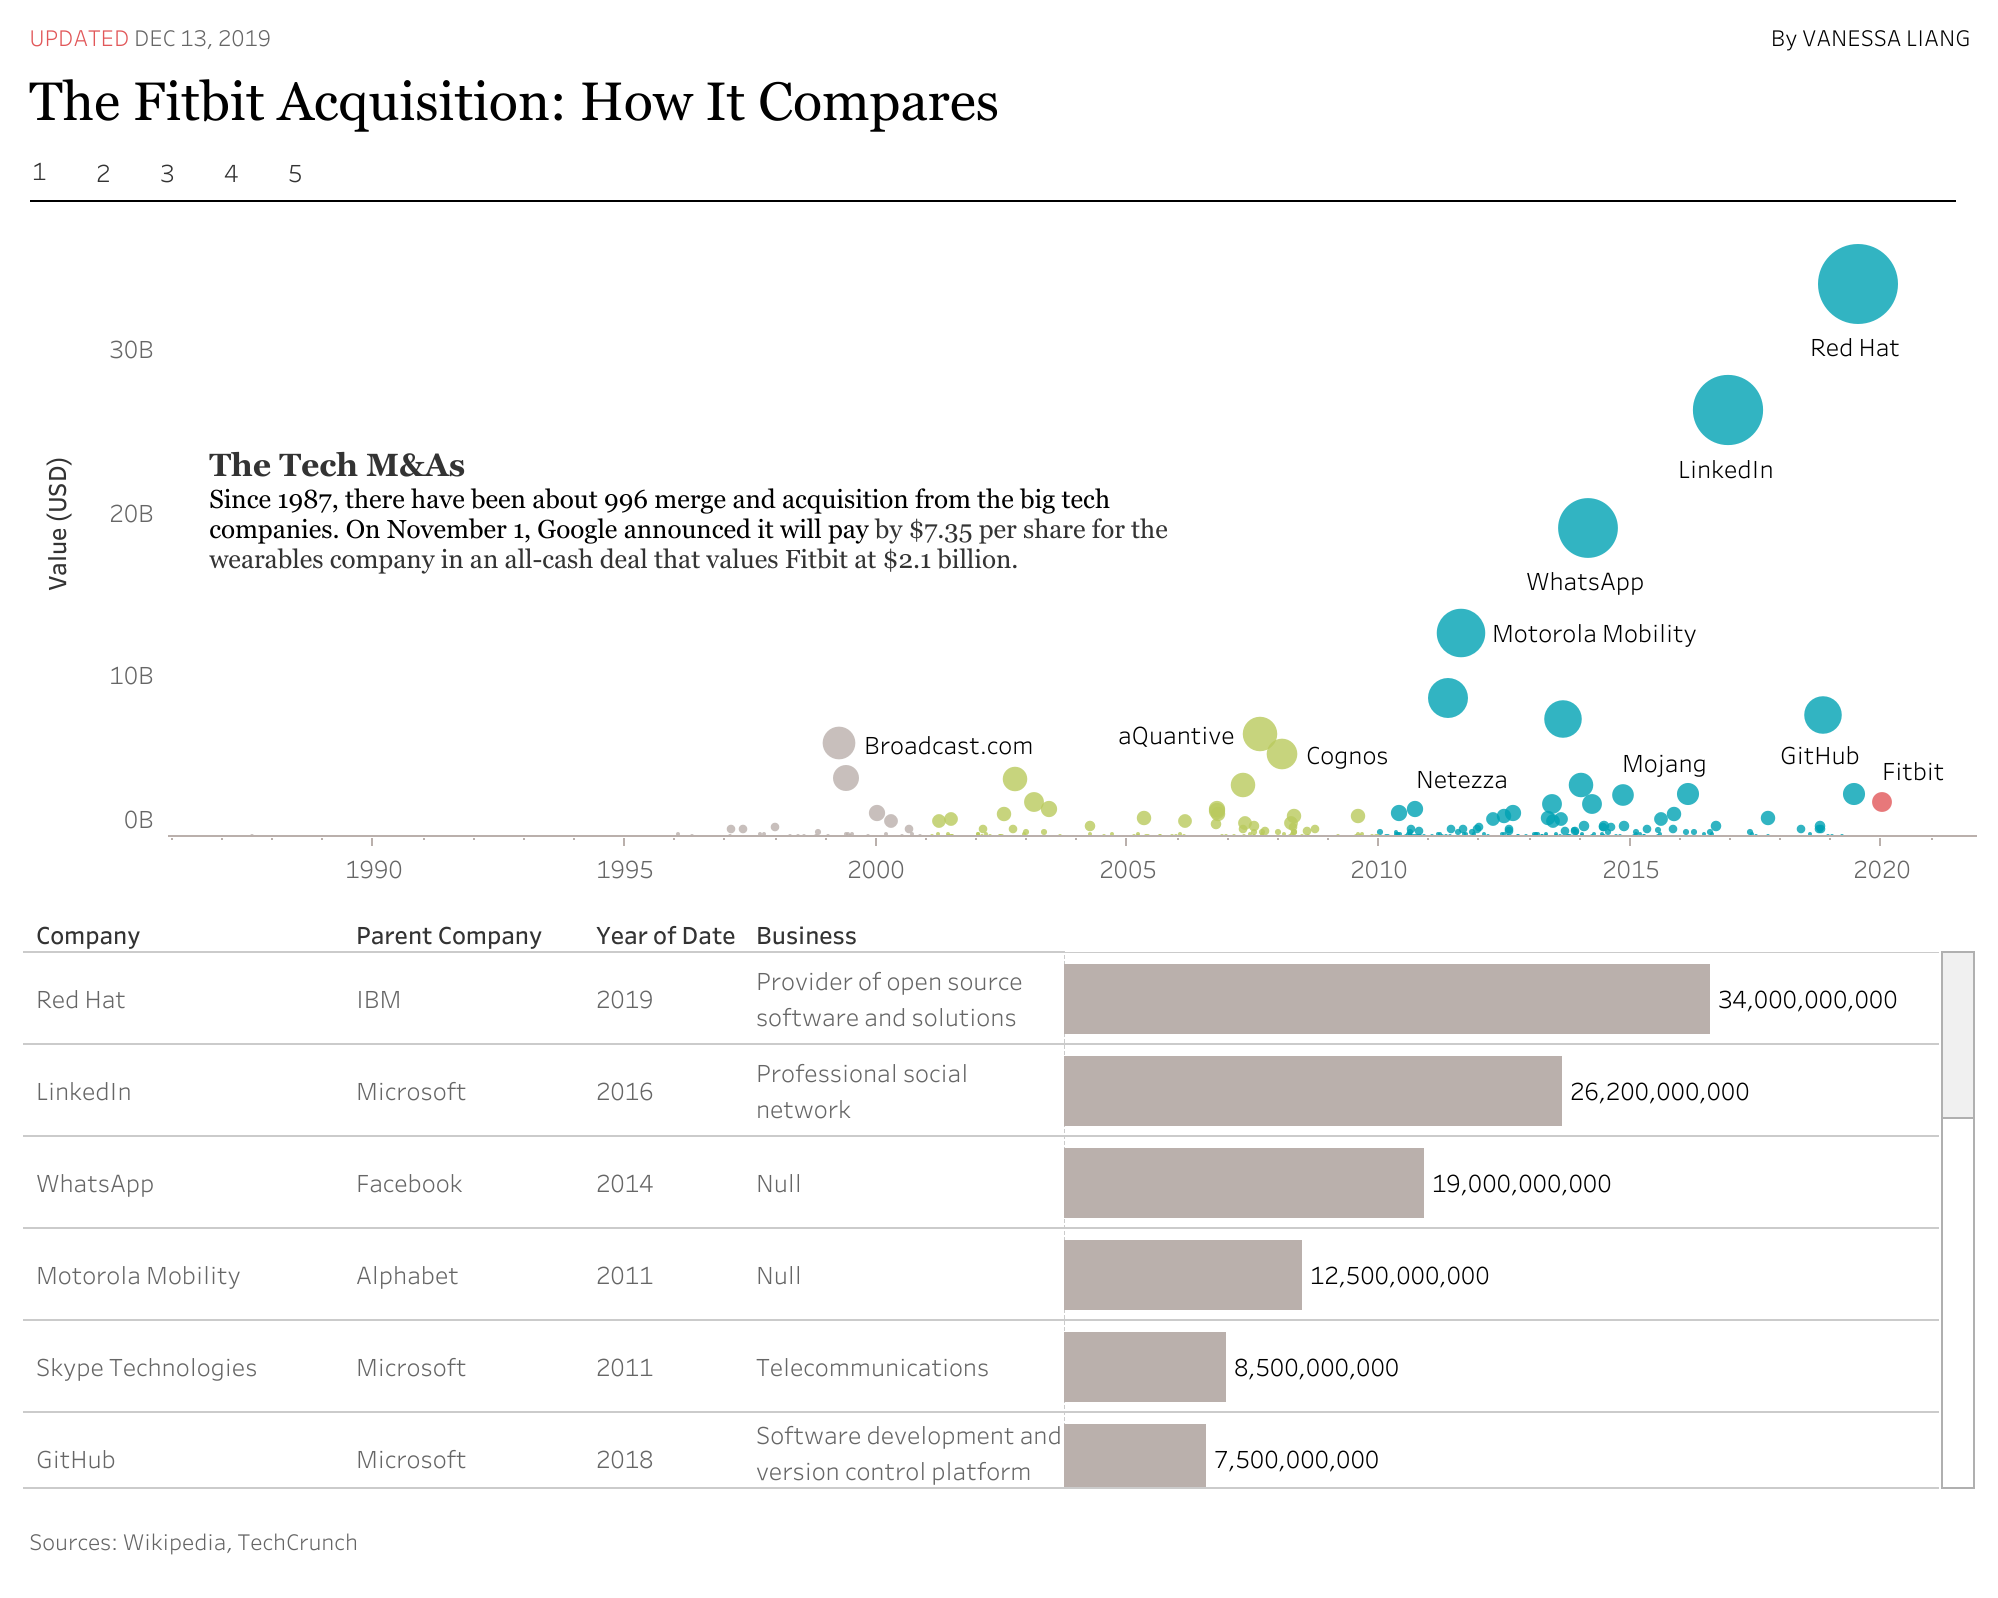 UPDATED DEC 13, 2019
By VANESSA LIANG
The Fitbit Acquisition: How It Compares
1 2 3 4 5
Value (USD)
30B
20B
10B
0B
The Tech M&As
Since 1987, there have been about 996 merge and acquisition from the big tech
companies. On November 1, Google announced it will pay by $7.35 per share for the
wearables company in an all-cash deal that values Fitbit at $2.1 billion.
Red Hat
LinkedIn
WhatsApp
Motorola Mobility
Broadcast.com
aQuantive
Cognos
Netezza
Mojang
GitHub
Fitbit
1990 1995 2000 2005 2010 2015 2020
Company Parent Company Year of Date Business
Red Hat IBM 2019 Provider of open source
software and solutions 34,000,000,000
LinkedIn Microsoft 2016 Professional social
network 26,200,000,000
WhatsApp Facebook 2014 Null 19,000,000,000
Motorola Mobility Alphabet 2011 Null 12,500,000,000
Skype Technologies Microsoft 2011 Telecommunications 8,500,000,000
GitHub Microsoft 2018 Software development and
version control platform 7,500,000,000
Sources: Wikipedia, TechCrunch